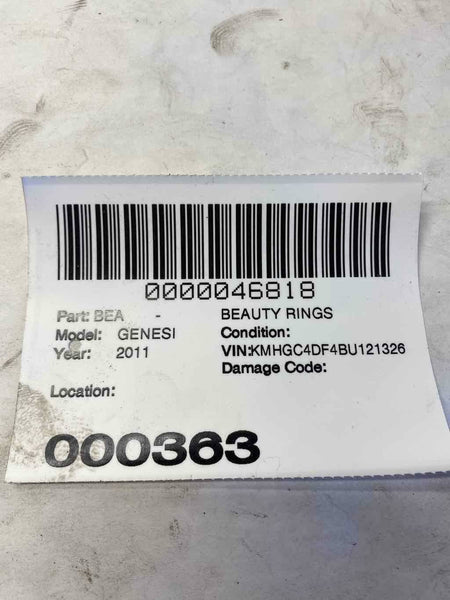 0000046818
Part: BEA - BEAUTY RINGS
Model: GENESI Condition:
Year: 2011 VIN:KMHGC4DF4BU121326
Damage Code:
Location:
000363